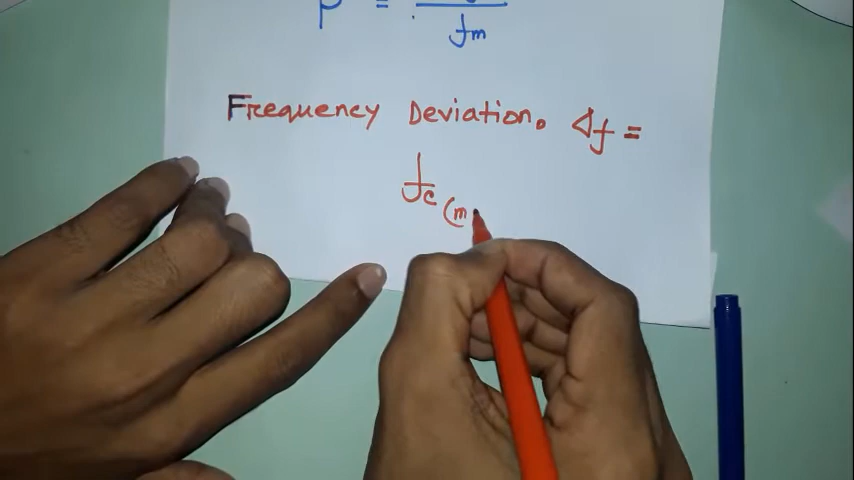 β =
fm
Frequency Deviation. Δf =
fc (m